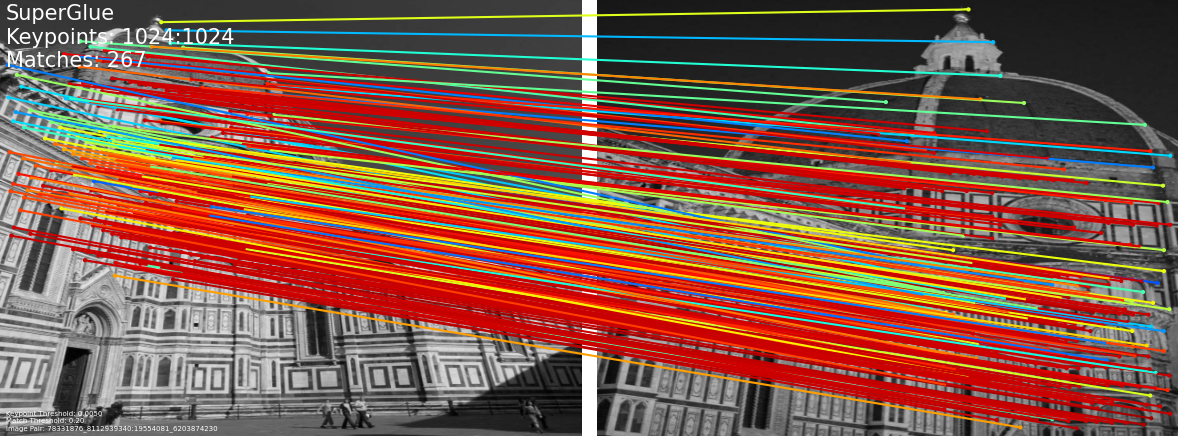 SuperGlue
Keypoints: 1024:1024
Matches: 267
Keypoint Threshold: 0.0050
Match Threshold: 0.20
Image Pair: 78331876_8112939340:19554081_6203874230